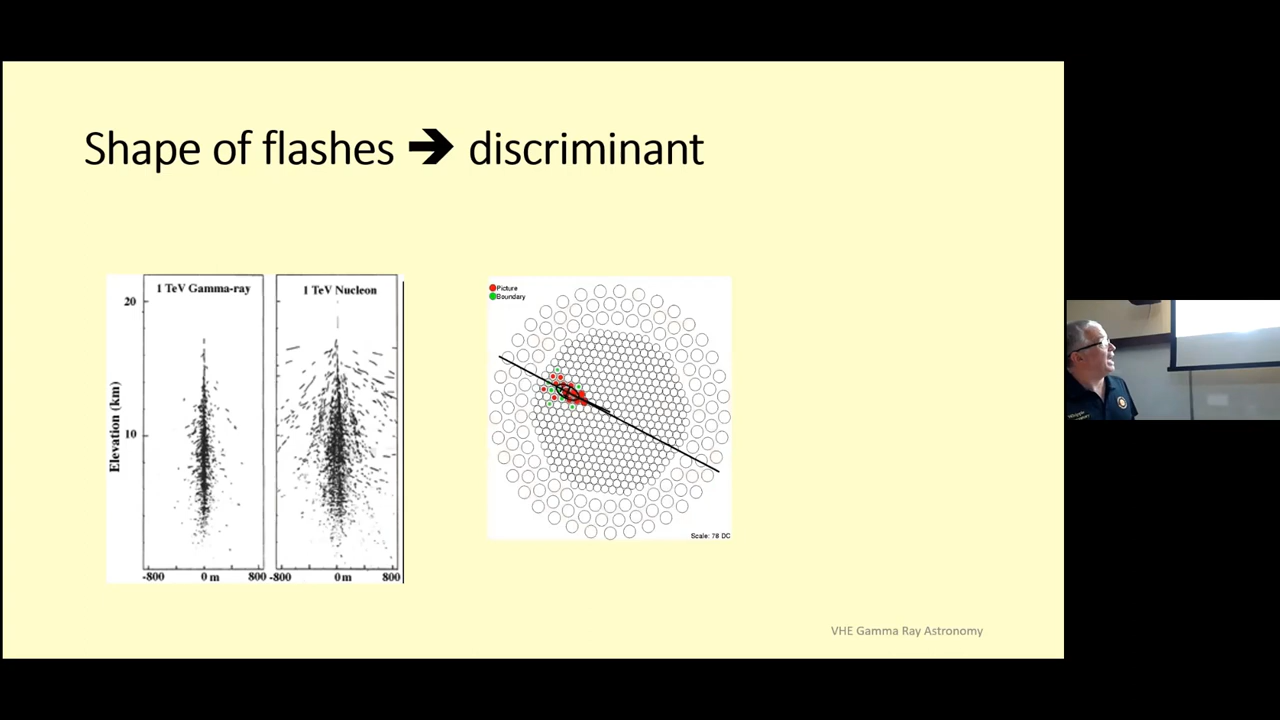 Shape of flashes ➔ discriminant
1 TeV Gamma-ray
1 TeV Nucleon
20
10
Elevation (km)
-800 0 m 800
-800 0 m 800
Picture
Boundary
Scale: 78 DC
VHE Gamma Ray Astronomy